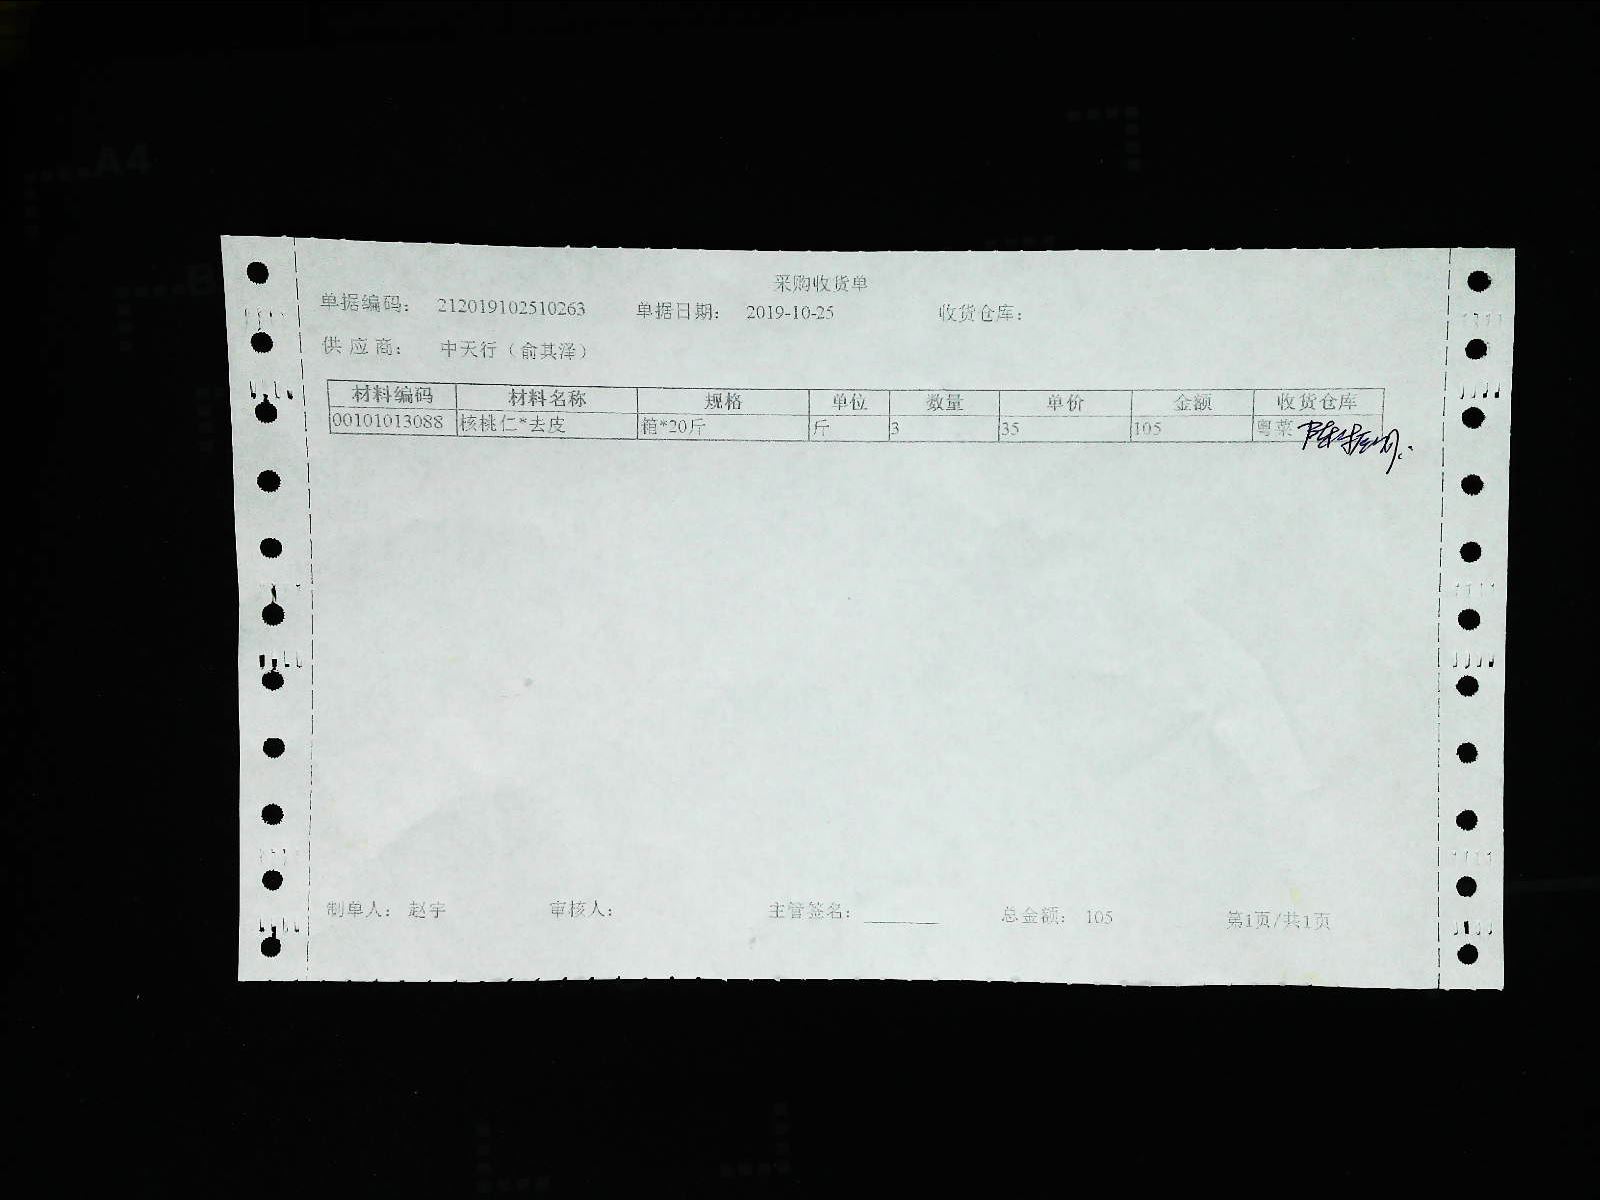 采购收货单
单据编码： 212019102510263 单据日期： 2019-10-25 收货仓库：
供 应 商： 中天行（俞其泽）
材料编码 材料名称 规格 单位 数量 单价 金额 收货仓库
00101013088 核桃仁*去皮 箱*20斤 斤 3 35 105 粤菜
制单人： 赵宇 审核人： 主管签名： ________ 总金额： 105 第1页/共1页